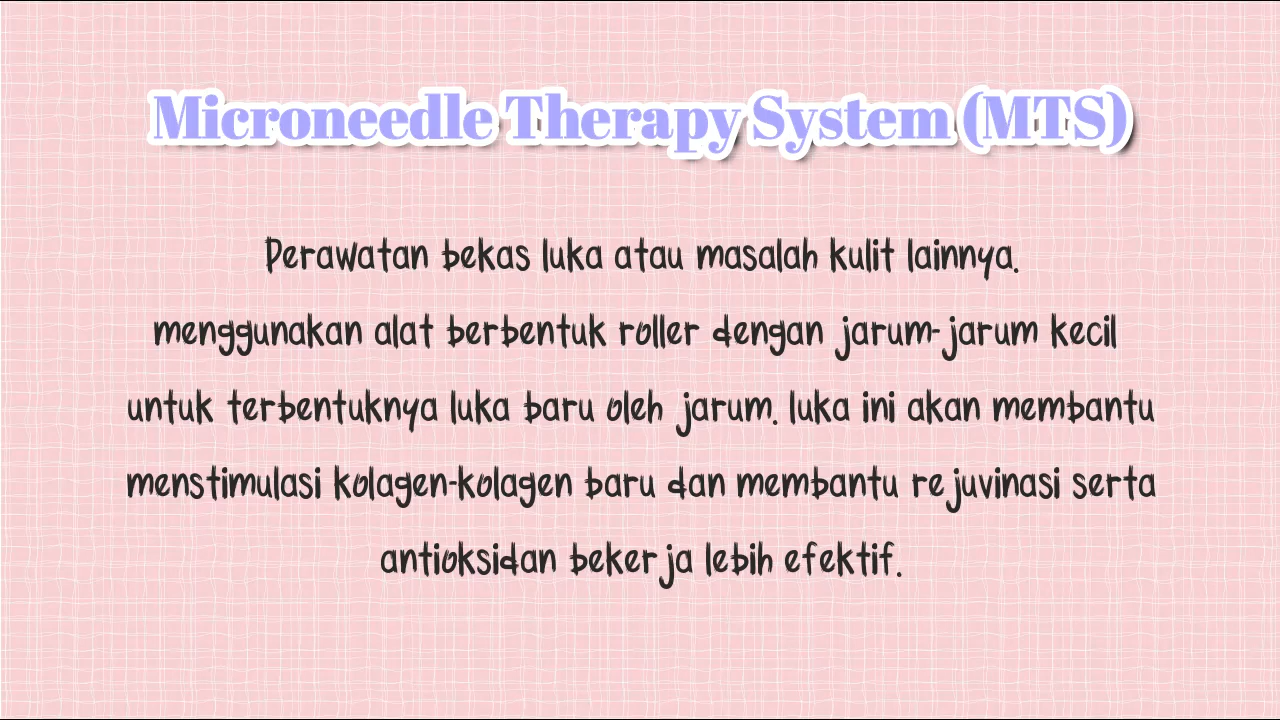 Microneedle Therapy System (MTS)
Perawatan bekas luka atau masalah kulit lainnya.
menggunakan alat berbentuk roller dengan jarum-jarum kecil
untuk terbentuknya luka baru oleh jarum. luka ini akan membantu
menstimulasi kolagen-kolagen baru dan membantu rejuvinasi serta
antioksidan bekerja lebih efektif.